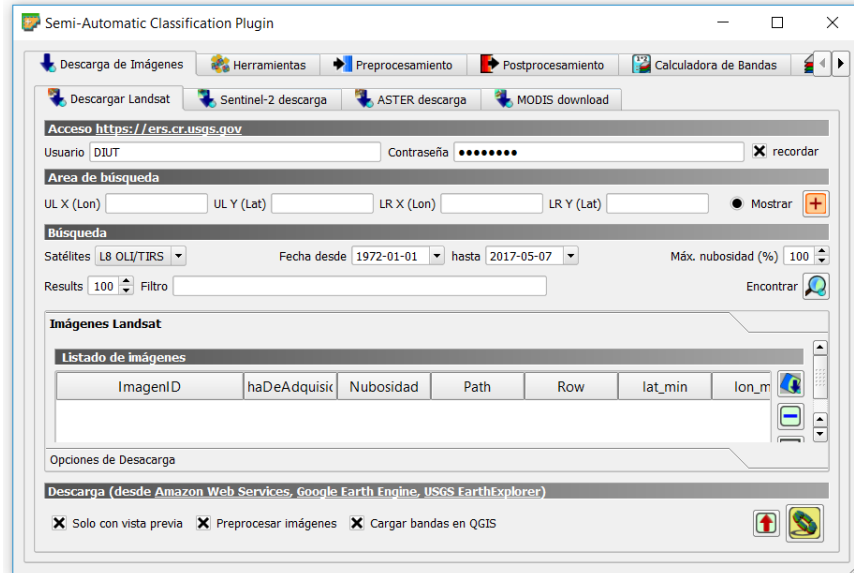 Semi-Automatic Classification Plugin
Descarga de Imágenes Herramientas Preprocesamiento Postprocesamiento Calculadora de Bandas
Descargar Landsat Sentinel-2 descarga ASTER descarga MODIS download
Acceso https://ers.cr.usgs.gov
Usuario DIUT Contraseña •••••••• recordar
Area de búsqueda
UL X (Lon) UL Y (Lat) LR X (Lon) LR Y (Lat) Mostrar
Búsqueda
Satélites L8 OLI/TIRS Fecha desde 1972-01-01 hasta 2017-05-07 Máx. nubosidad (%) 100
Results 100 Filtro Encontrar
Imágenes Landsat
Listado de imágenes
ImagenID haDeAdquisic Nubosidad Path Row lat_min lon_m
Opciones de Desacarga
Descarga (desde Amazon Web Services, Google Earth Engine, USGS EarthExplorer)
Solo con vista previa Preprocesar imágenes Cargar bandas en QGIS